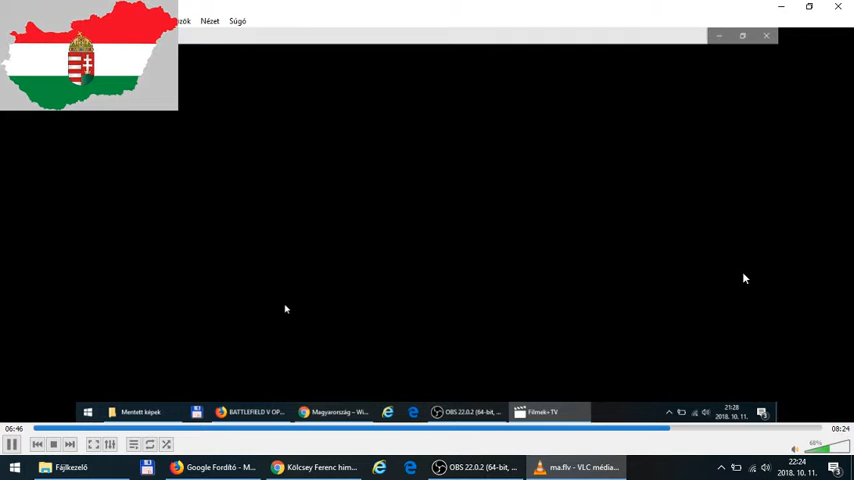 zök Nézet Súgó
Mentett képek BATTLEFIELD V OP... Magyarország – Wi... OBS 22.0.2 (64-bit, ... Filmek+ TV 21:28
2018. 10. 11.
06:46 08:24
68%
Fájlkezelő Google Fordító - M... Kölcsey Ferenc him... OBS 22.0.2 (64-bit, ... ma.flv - VLC média... 22:24
2018. 10. 11.